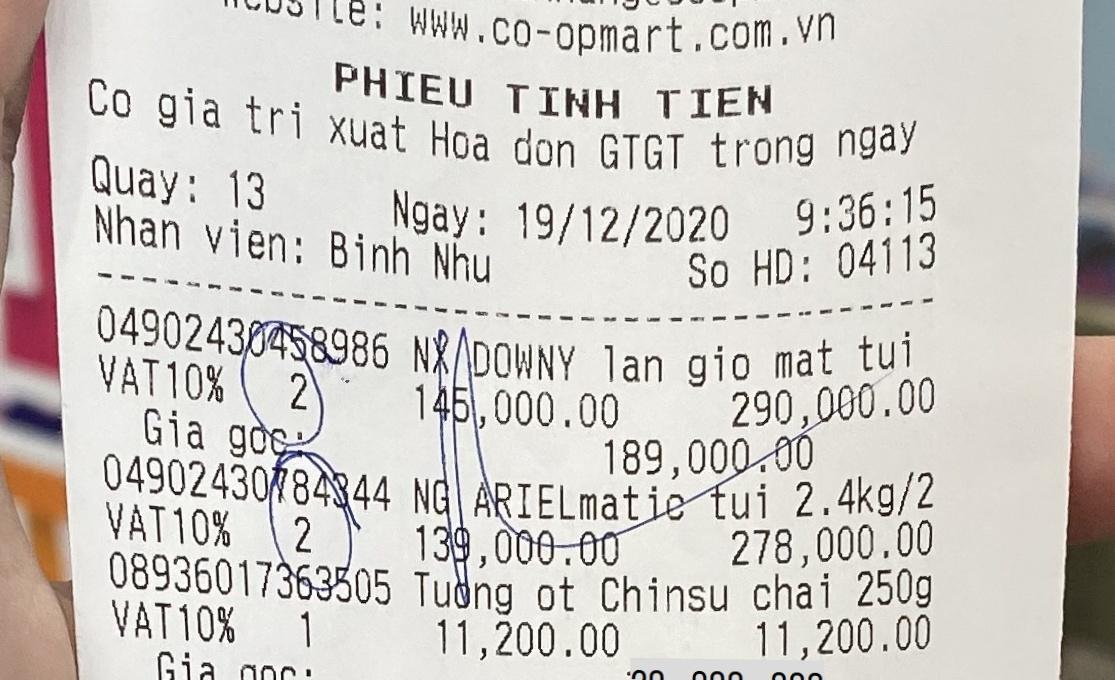 website: www.co-opmart.com.vn
PHIEU TINH TIEN
Co gia tri xuat Hoa don GTGT trong ngay
Quay: 13 Ngay: 19/12/2020 9:36:15
Nhan vien: Binh Nhu So HD: 04113
04902430458986 NX DOWNY lan gio mat tui
VAT10% 2 145,000.00 290,000.00
Gia goc: 189,000.00
04902430784344 NG ARIELmatic tui 2.4kg/2
VAT10% 2 139,000.00 278,000.00
08936017363505 Tuong ot Chinsu chai 250g
VAT10% 1 11,200.00 11,200.00
Gia goc: